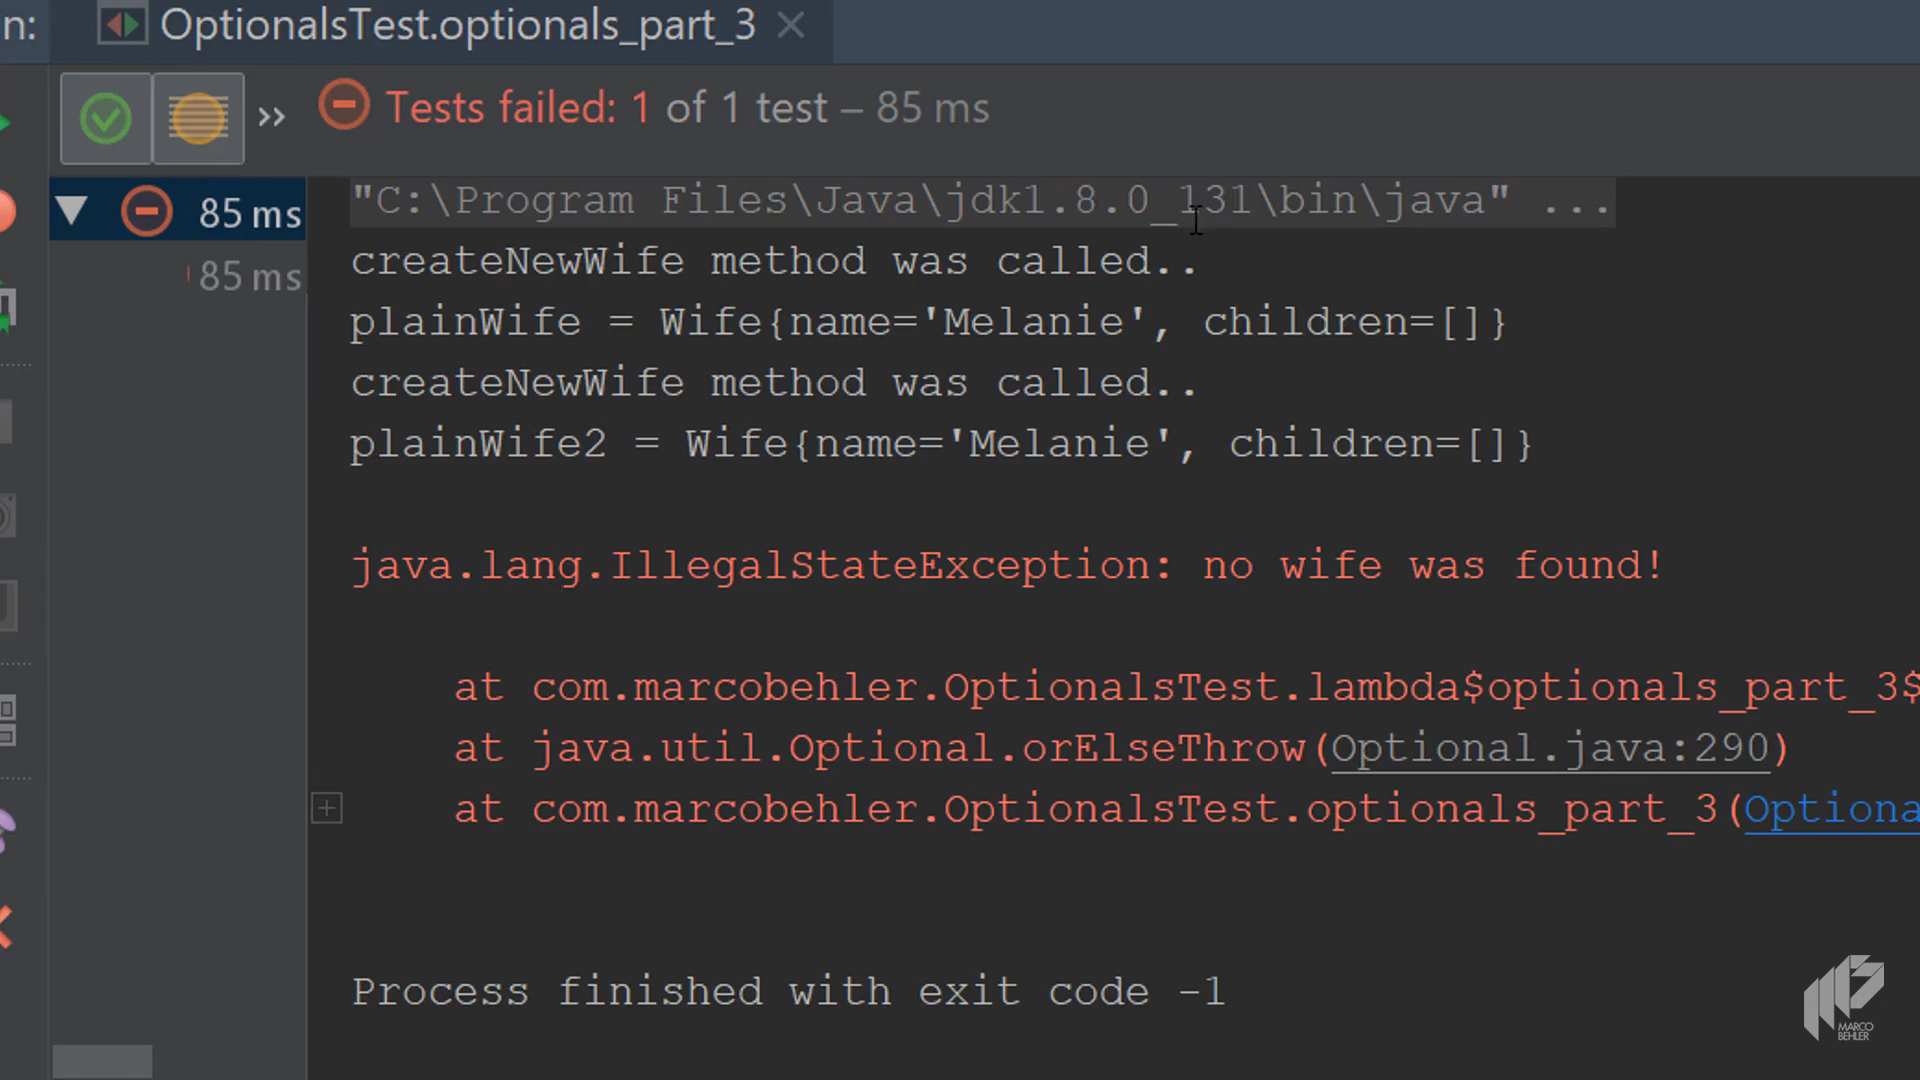 n:
OptionalsTest.optionals_part_3
Tests failed: 1 of 1 test – 85 ms
85 ms
85 ms
"C:\Program Files\Java\jdk1.8.0_131\bin\java" ...
createNewWife method was called..
plainWife = Wife{name='Melanie', children=[]}
createNewWife method was called..
plainWife2 = Wife{name='Melanie', children=[]}
java.lang.IllegalStateException: no wife was found!
at com.marcobehler.OptionalsTest.lambda$optionals_part_3$
at java.util.Optional.orElseThrow(Optional.java:290)
at com.marcobehler.OptionalsTest.optionals_part_3(Optiona
Process finished with exit code -1
MARCO
BEHLER